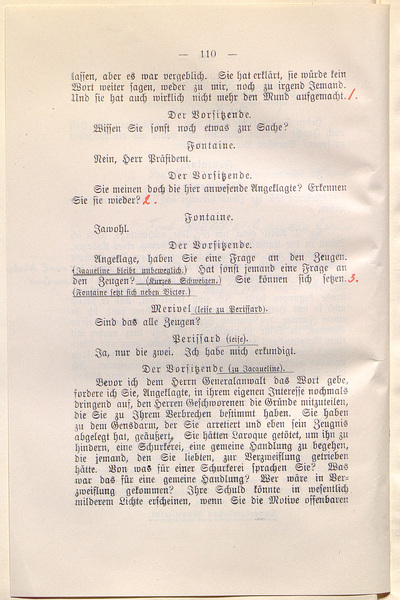 — 110 —
lassen, aber es war vergeblich. Sie hat erklärt, sie würde kein
Wort weiter sagen, weder zu mir, noch zu irgend Jemand.
Und sie hat auch wirklich nicht mehr den Mund aufgemacht. 1.
Der Vorsitzende.
Wissen Sie sonst noch etwas zur Sache?
Fontaine.
Nein, Herr Präsident.
Der Vorsitzende.
Sie meinen doch die hier anwesende Angeklagte? Erkennen
Sie sie wieder? 2.
Fontaine.
Jawohl.
Der Vorsitzende.
Angeklage, haben Sie eine Frage an den Zeugen.
(Jacqueline bleibt unbeweglich.) Hat sonst jemand eine Frage an
den Zeugen? (Kurzes Schweigen.) Sie können sich setzen. 3.
(Fontaine setzt sich neben Victor.)
Merivel (leise zu Perissard).
Sind das alle Zeugen?
Perissard (leise).
Ja, nur die zwei. Ich habe mich erkundigt.
Der Vorsitzende (zu Jacqueline).
Bevor ich dem Herrn Generalanwalt das Wort gebe,
fordere ich Sie, Angeklagte, in ihrem eigenen Interesse nochmals
dringend auf, den Herren Geschworenen die Gründe mitzuteilen,
die Sie zu Ihrem Verbrechen bestimmt haben. Sie haben
zu dem Gensdarm, der Sie arretiert und eben sein Zeugnis
abgelegt hat, geäußert, Sie hätten Laroque getötet, um ihn zu
hindern, eine Schurkerei, eine gemeine Handlung zu begehen,
die jemand, den Sie liebten, zur Verzweiflung getrieben
hätte. Von was für einer Schurkerei sprachen Sie? Was
war das für eine gemeine Handlung? Wer wäre in Ver-
zweiflung gekommen? Ihre Schuld könnte in wesentlich
milderem Lichte erscheinen, wenn Sie die Motive offenbaren